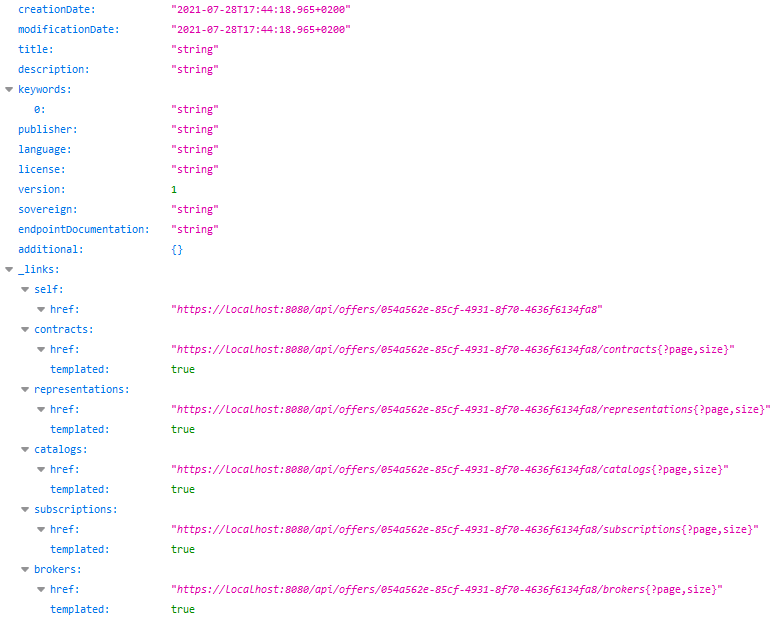 creationDate: "2021-07-28T17:44:18.965+0200"
modificationDate: "2021-07-28T17:44:18.965+0200"
title: "string"
description: "string"
keywords:
0: "string"
publisher: "string"
language: "string"
license: "string"
version: 1
sovereign: "string"
endpointDocumentation: "string"
additional: {}
_links:
self:
href: "https://localhost:8080/api/offers/054a562e-85cf-4931-8f70-4636f6134fa8"
contracts:
href: "https://localhost:8080/api/offers/054a562e-85cf-4931-8f70-4636f6134fa8/contracts{?page,size}"
templated: true
representations:
href: "https://localhost:8080/api/offers/054a562e-85cf-4931-8f70-4636f6134fa8/representations{?page,size}"
templated: true
catalogs:
href: "https://localhost:8080/api/offers/054a562e-85cf-4931-8f70-4636f6134fa8/catalogs{?page,size}"
templated: true
subscriptions:
href: "https://localhost:8080/api/offers/054a562e-85cf-4931-8f70-4636f6134fa8/subscriptions{?page,size}"
templated: true
brokers:
href: "https://localhost:8080/api/offers/054a562e-85cf-4931-8f70-4636f6134fa8/brokers{?page,size}"
templated: true